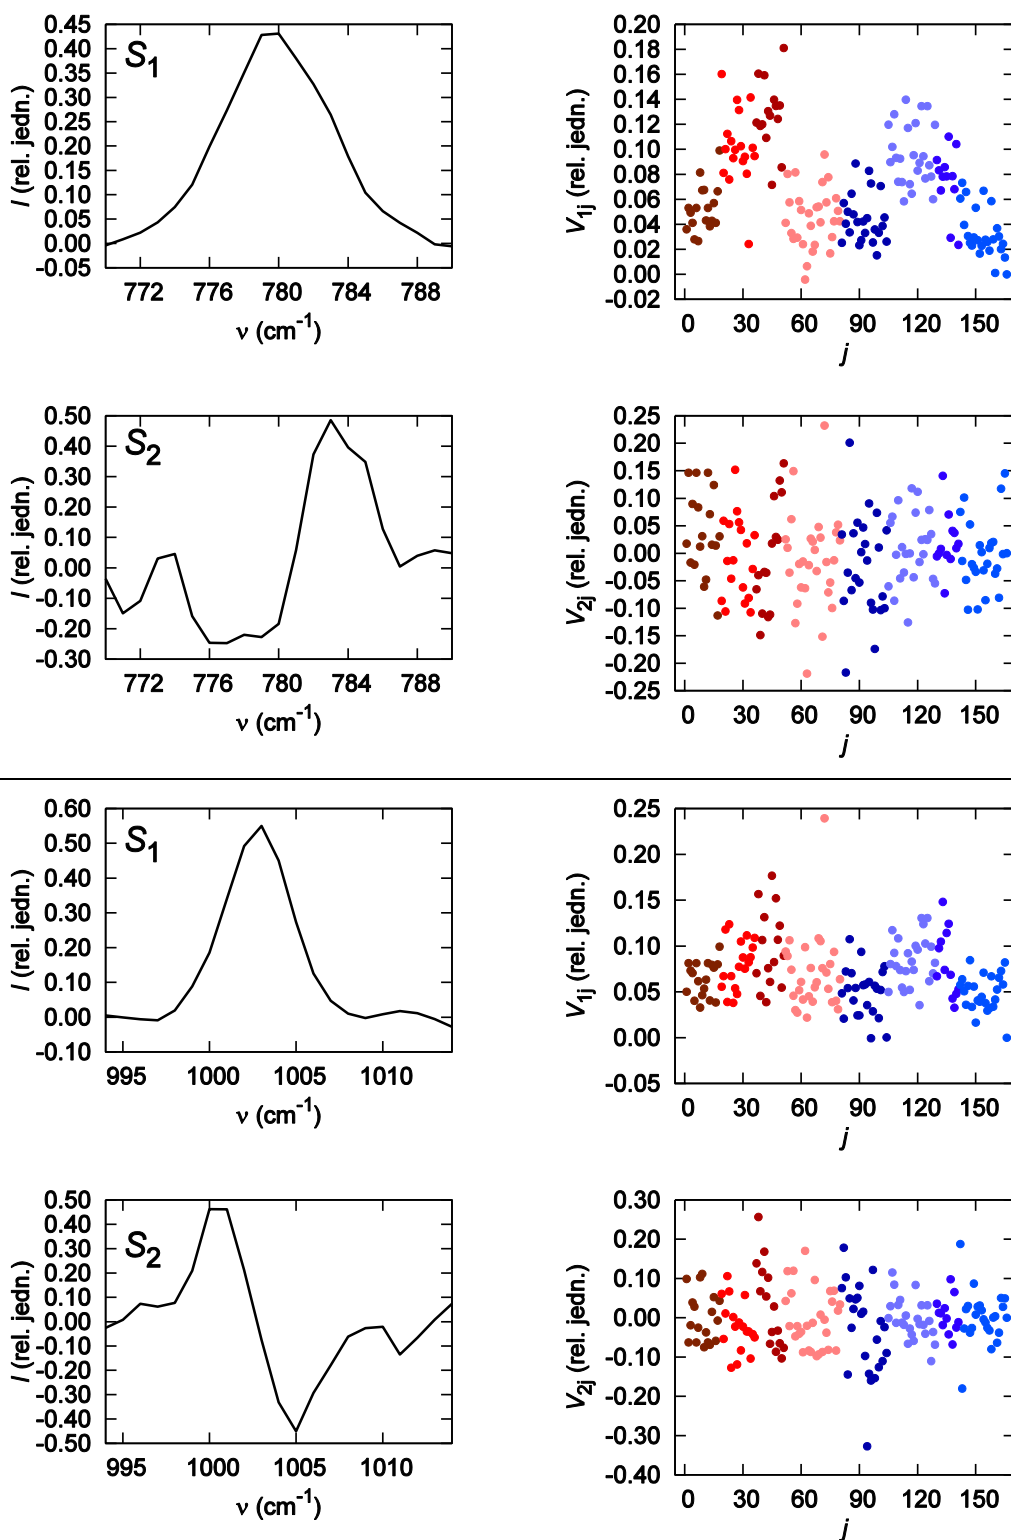 0.45
0.40
0.35
0.30
0.25
0.20
0.15
0.10
0.05
0.00
-0.05
I (rel. jedn.)
S1
772 776 780 784 788
ν (cm-1)
0.20
0.18
0.16
0.14
0.12
0.10
0.08
0.06
0.04
0.02
0.00
-0.02
V1j (rel. jedn.)
0 30 60 90 120 150
j
0.50
0.40
0.30
0.20
0.10
0.00
-0.10
-0.20
-0.30
I (rel. jedn.)
S2
772 776 780 784 788
ν (cm-1)
0.25
0.20
0.15
0.10
0.05
0.00
-0.05
-0.10
-0.15
-0.20
-0.25
V2j (rel. jedn.)
0 30 60 90 120 150
j
0.60
0.50
0.40
0.30
0.20
0.10
0.00
-0.10
I (rel. jedn.)
S1
995 1000 1005 1010
ν (cm-1)
0.25
0.20
0.15
0.10
0.05
0.00
-0.05
V1j (rel. jedn.)
0 30 60 90 120 150
j
0.50
0.40
0.30
0.20
0.10
0.00
-0.10
-0.20
-0.30
-0.40
-0.50
I (rel. jedn.)
S2
995 1000 1005 1010
ν (cm-1)
0.30
0.20
0.10
0.00
-0.10
-0.20
-0.30
-0.40
V2j (rel. jedn.)
0 30 60 90 120 150
j